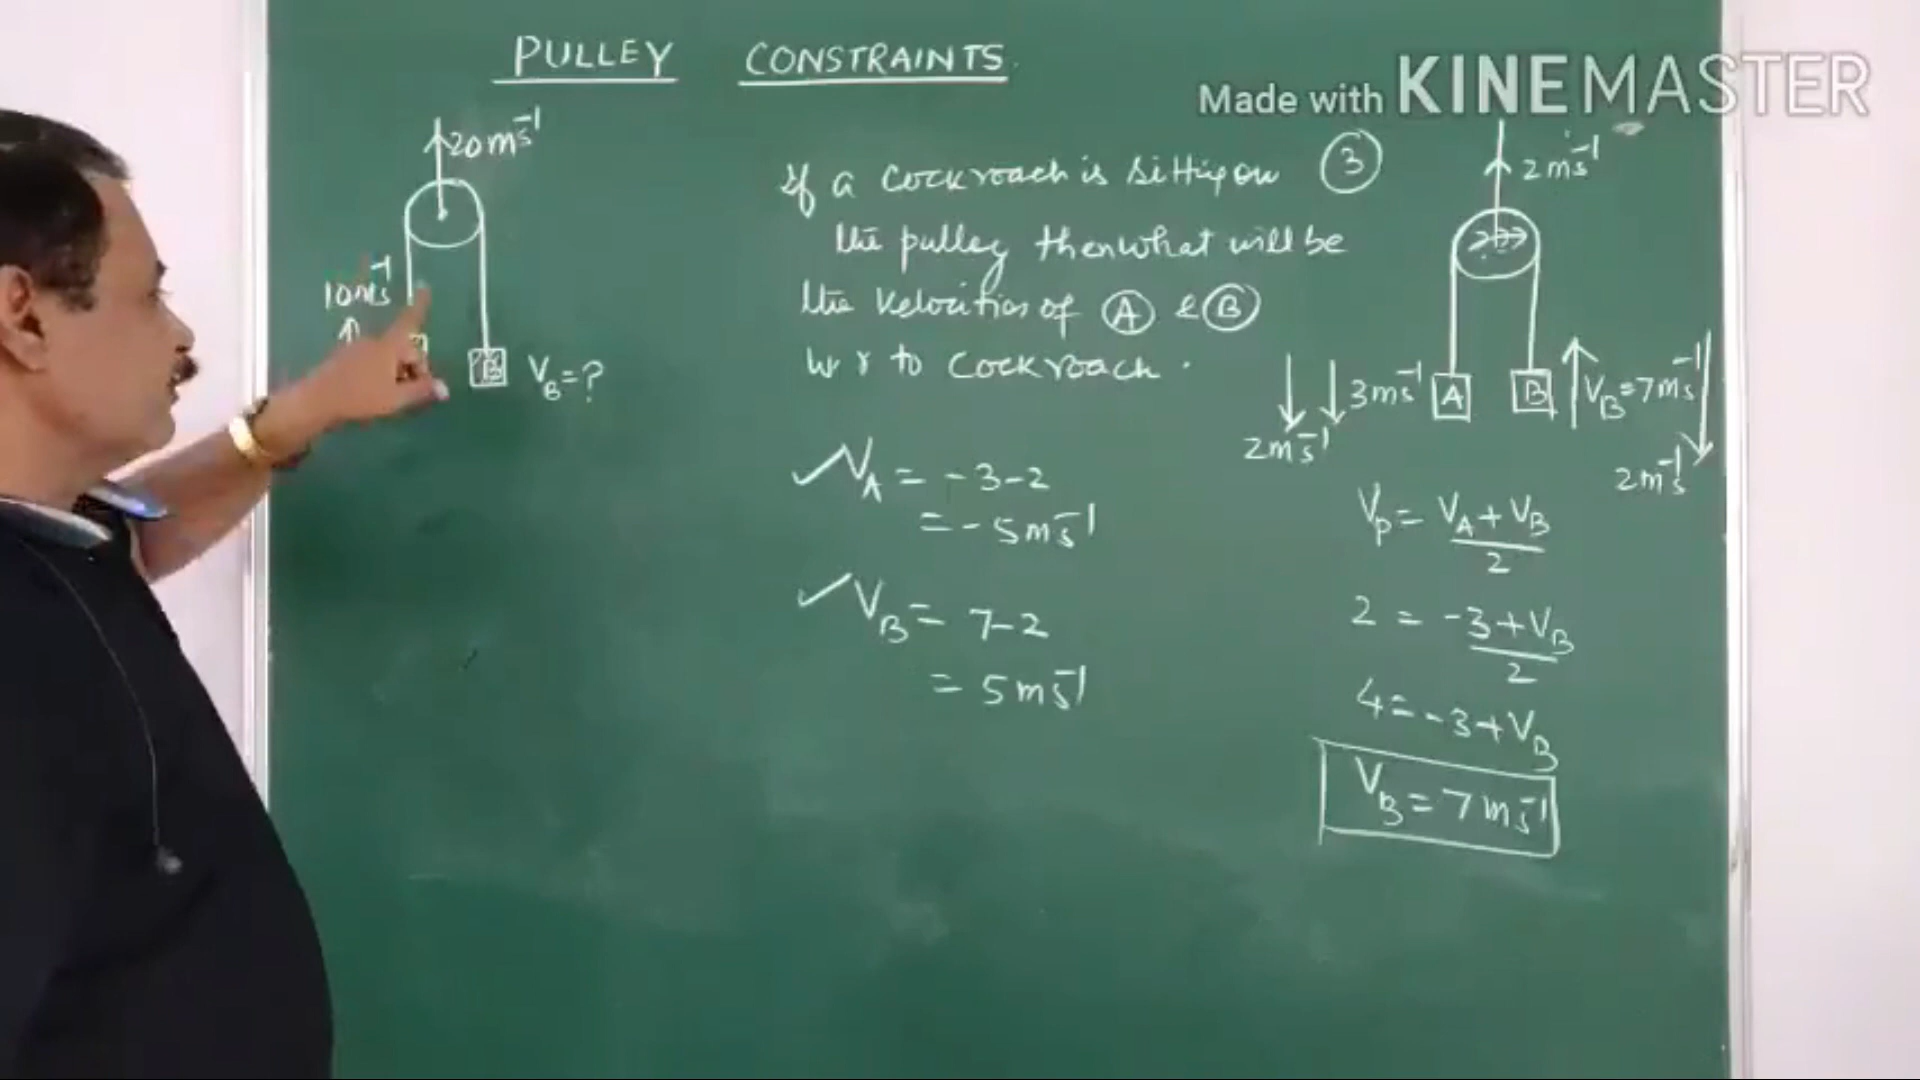 PULLEY CONSTRAINTS
Made with KINEMASTER
20 ms⁻¹
10 ms⁻¹
B
V_B = ?
If a cockroach is sitting on
the pulley then what will be
the velocities of Ⓐ & Ⓑ
w r to cockroach .
V_A = -3-2
= -5 ms⁻¹
V_B = 7-2
= 5 ms⁻¹
③
2 ms⁻¹
2 ms⁻¹
3 ms⁻¹
A
B
V_B = 7 ms⁻¹
2 ms⁻¹
V_P = (V_A + V_B)/2
2 = (-3 + V_B)/2
4 = -3 + V_B
V_B = 7 ms⁻¹